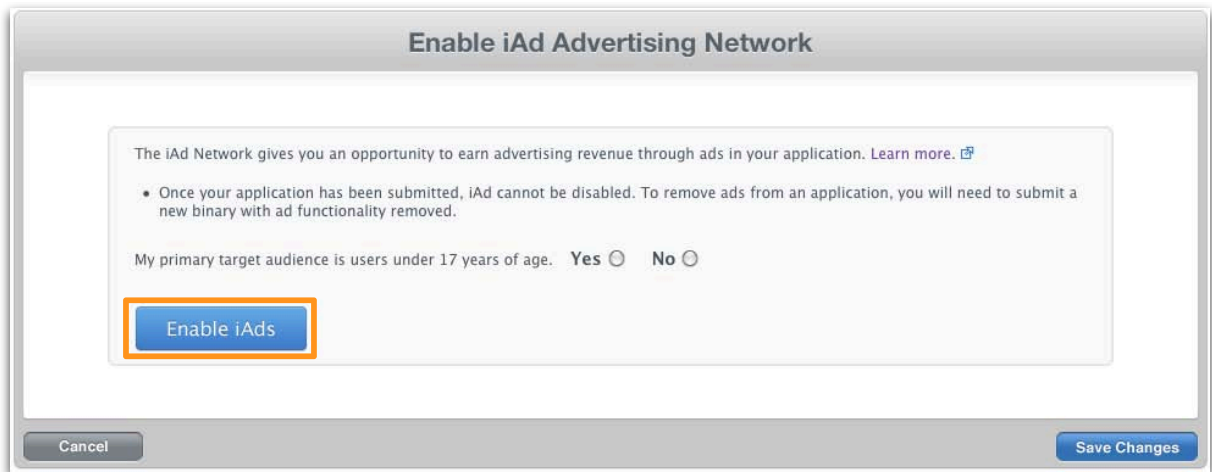 Enable iAd Advertising Network
The iAd Network gives you an opportunity to earn advertising revenue through ads in your application. Learn more.
• Once your application has been submitted, iAd cannot be disabled. To remove ads from an application, you will need to submit a
new binary with ad functionality removed.
My primary target audience is users under 17 years of age. Yes No
Enable iAds
Cancel
Save Changes